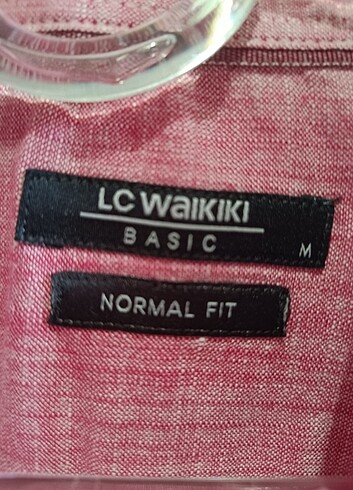 LC WAIKIKI
BASIC
M
NORMAL FIT